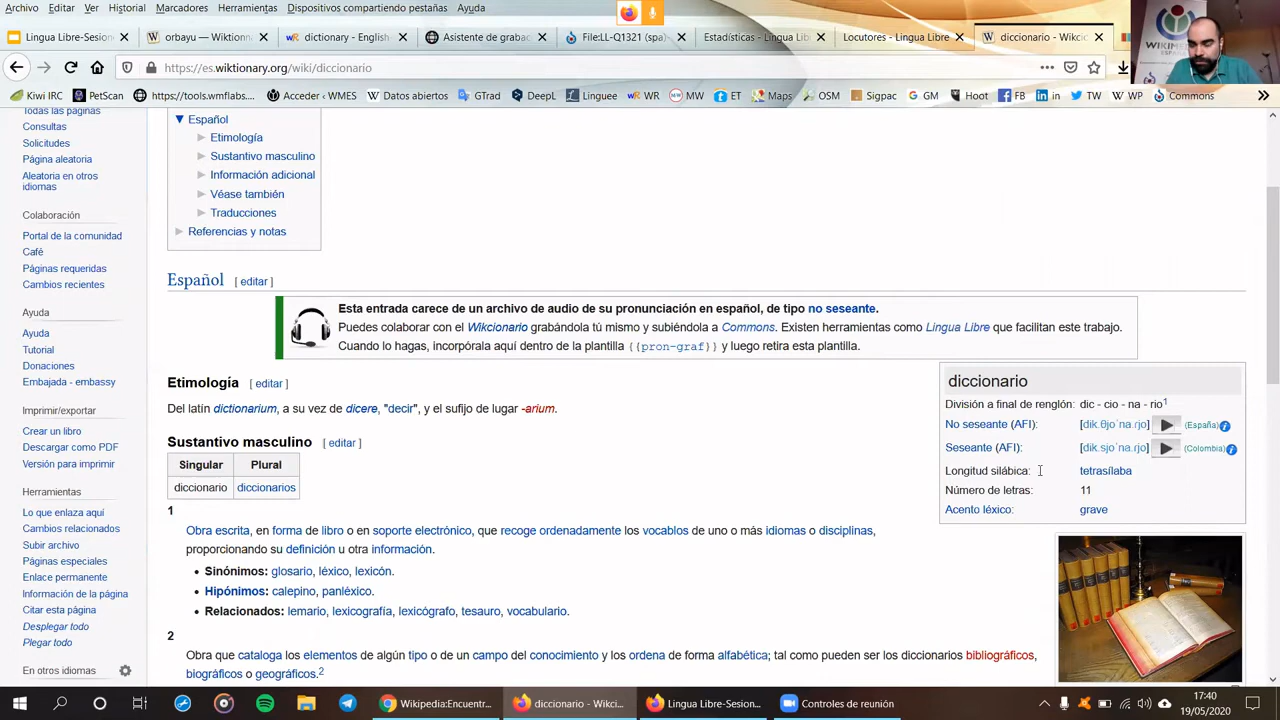 Archivo Editar Ver Historial Marcadores Herramientas Dispositivos compartiendo pestañas Ayuda
Lingua Libre-Sesion orbayu — Wiktionn dictionary - English Asistente de grabac File:LL-Q1321 (spa) Estadísticas - Lingua Li Locutores - Lingua Libre diccionario - Wikcio
https://es.wiktionary.org/wiki/diccionario
Kiwi IRC PetScan https://tools.wmflabs... Acceder ‹ WMES Datos abiertos GTrad DeepL Linguee WR MW ET Maps OSM Sigpac GM Hoot FB in TW WP Commons
WIKIMEDIA
Todas las páginas
Consultas
Solicitudes
Página aleatoria
Aleatoria en otros
idiomas
Colaboración
Portal de la comunidad
Café
Páginas requeridas
Cambios recientes
Ayuda
Ayuda
Tutorial
Donaciones
Embajada - embassy
Imprimir/exportar
Crear un libro
Descargar como PDF
Versión para imprimir
Herramientas
Lo que enlaza aquí
Cambios relacionados
Subir archivo
Páginas especiales
Enlace permanente
Información de la página
Citar esta página
Desplegar todo
Plegar todo
En otros idiomas
Español
Etimología
Sustantivo masculino
Información adicional
Véase también
Traducciones
Referencias y notas
Español [ editar ]
Esta entrada carece de un archivo de audio de su pronunciación en español, de tipo no seseante.
Puedes colaborar con el Wikcionario grabándola tú mismo y subiéndola a Commons. Existen herramientas como Lingua Libre que facilitan este trabajo.
Cuando lo hagas, incorpórala aquí dentro de la plantilla {{pron-graf}} y luego retira esta plantilla.
Etimología [ editar ]
Del latín dictionarium, a su vez de dicere, "decir", y el sufijo de lugar -arium.
Sustantivo masculino [ editar ]
Singular Plural
diccionario diccionarios
1
Obra escrita, en forma de libro o en soporte electrónico, que recoge ordenadamente los vocablos de uno o más idiomas o disciplinas,
proporcionando su definición u otra información.
• Sinónimos: glosario, léxico, lexicón.
• Hipónimos: calepino, panléxico.
• Relacionados: lemario, lexicografía, lexicógrafo, tesauro, vocabulario.
2
Obra que cataloga los elementos de algún tipo o de un campo del conocimiento y los ordena de forma alfabética; tal como pueden ser los diccionarios bibliográficos,
biográficos o geográficos.2
diccionario
División a final de renglón: dic - cio - na - rio1
No seseante (AFI): [dik.θjoˈna.ɾjo] (España)
Seseante (AFI): [dik.sjoˈna.ɾjo] (Colombia)
Longitud silábica: tetrasílaba
Número de letras: 11
Acento léxico: grave
Wikipedia:Encuentr... diccionario - Wikci... Lingua Libre-Sesion... Controles de reunión
17:40
19/05/2020